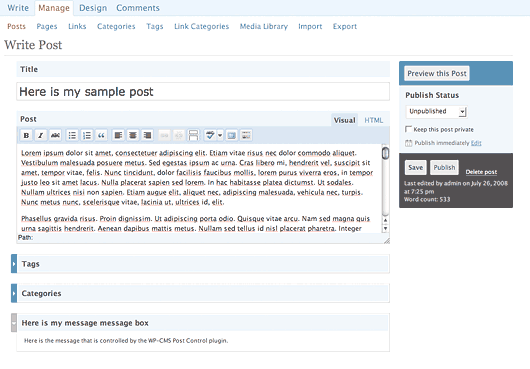 Write Manage Design Comments
Posts Pages Links Categories Tags Link Categories Media Library Import Export
Write Post
Title
Here is my sample post
Post
Visual HTML
B I ABC
Lorem ipsum dolor sit amet, consectetuer adipiscing elit. Etiam vitae risus nec dolor commodo aliquet.
Vestibulum malesuada posuere metus. Sed egestas ipsum ac urna. Cras libero mi, hendrerit vel, suscipit sit
amet, tempor vitae, felis. Nunc tincidunt, dolor facilisis faucibus mollis, lorem purus viverra eros, in tempor
justo leo sit amet lacus. Nulla placerat sapien sed lorem. In hac habitasse platea dictumst. Ut sodales.
Nullam ultrices nisi non sapien. Etiam augue elit, aliquet nec, adipiscing malesuada, vehicula nec, turpis.
Nunc metus nunc, scelerisque vitae, lacinia ut, ultrices id, elit.
Phasellus gravida risus. Proin dignissim. Ut adipiscing porta odio. Quisque vitae arcu. Nam sed magna quis
urna sagittis hendrerit. Aenean dapibus mattis metus. Nullam sed tellus id nisl placerat pharetra. Integer
Path:
Tags
Categories
Here is my message message box
Here is the message that is controlled by the WP-CMS Post Control plugin.
Preview this Post
Publish Status
Unpublished
Keep this post private
Publish immediately Edit
Save Publish Delete post
Last edited by admin on July 26, 2008
at 7:25 pm
Word count: 533